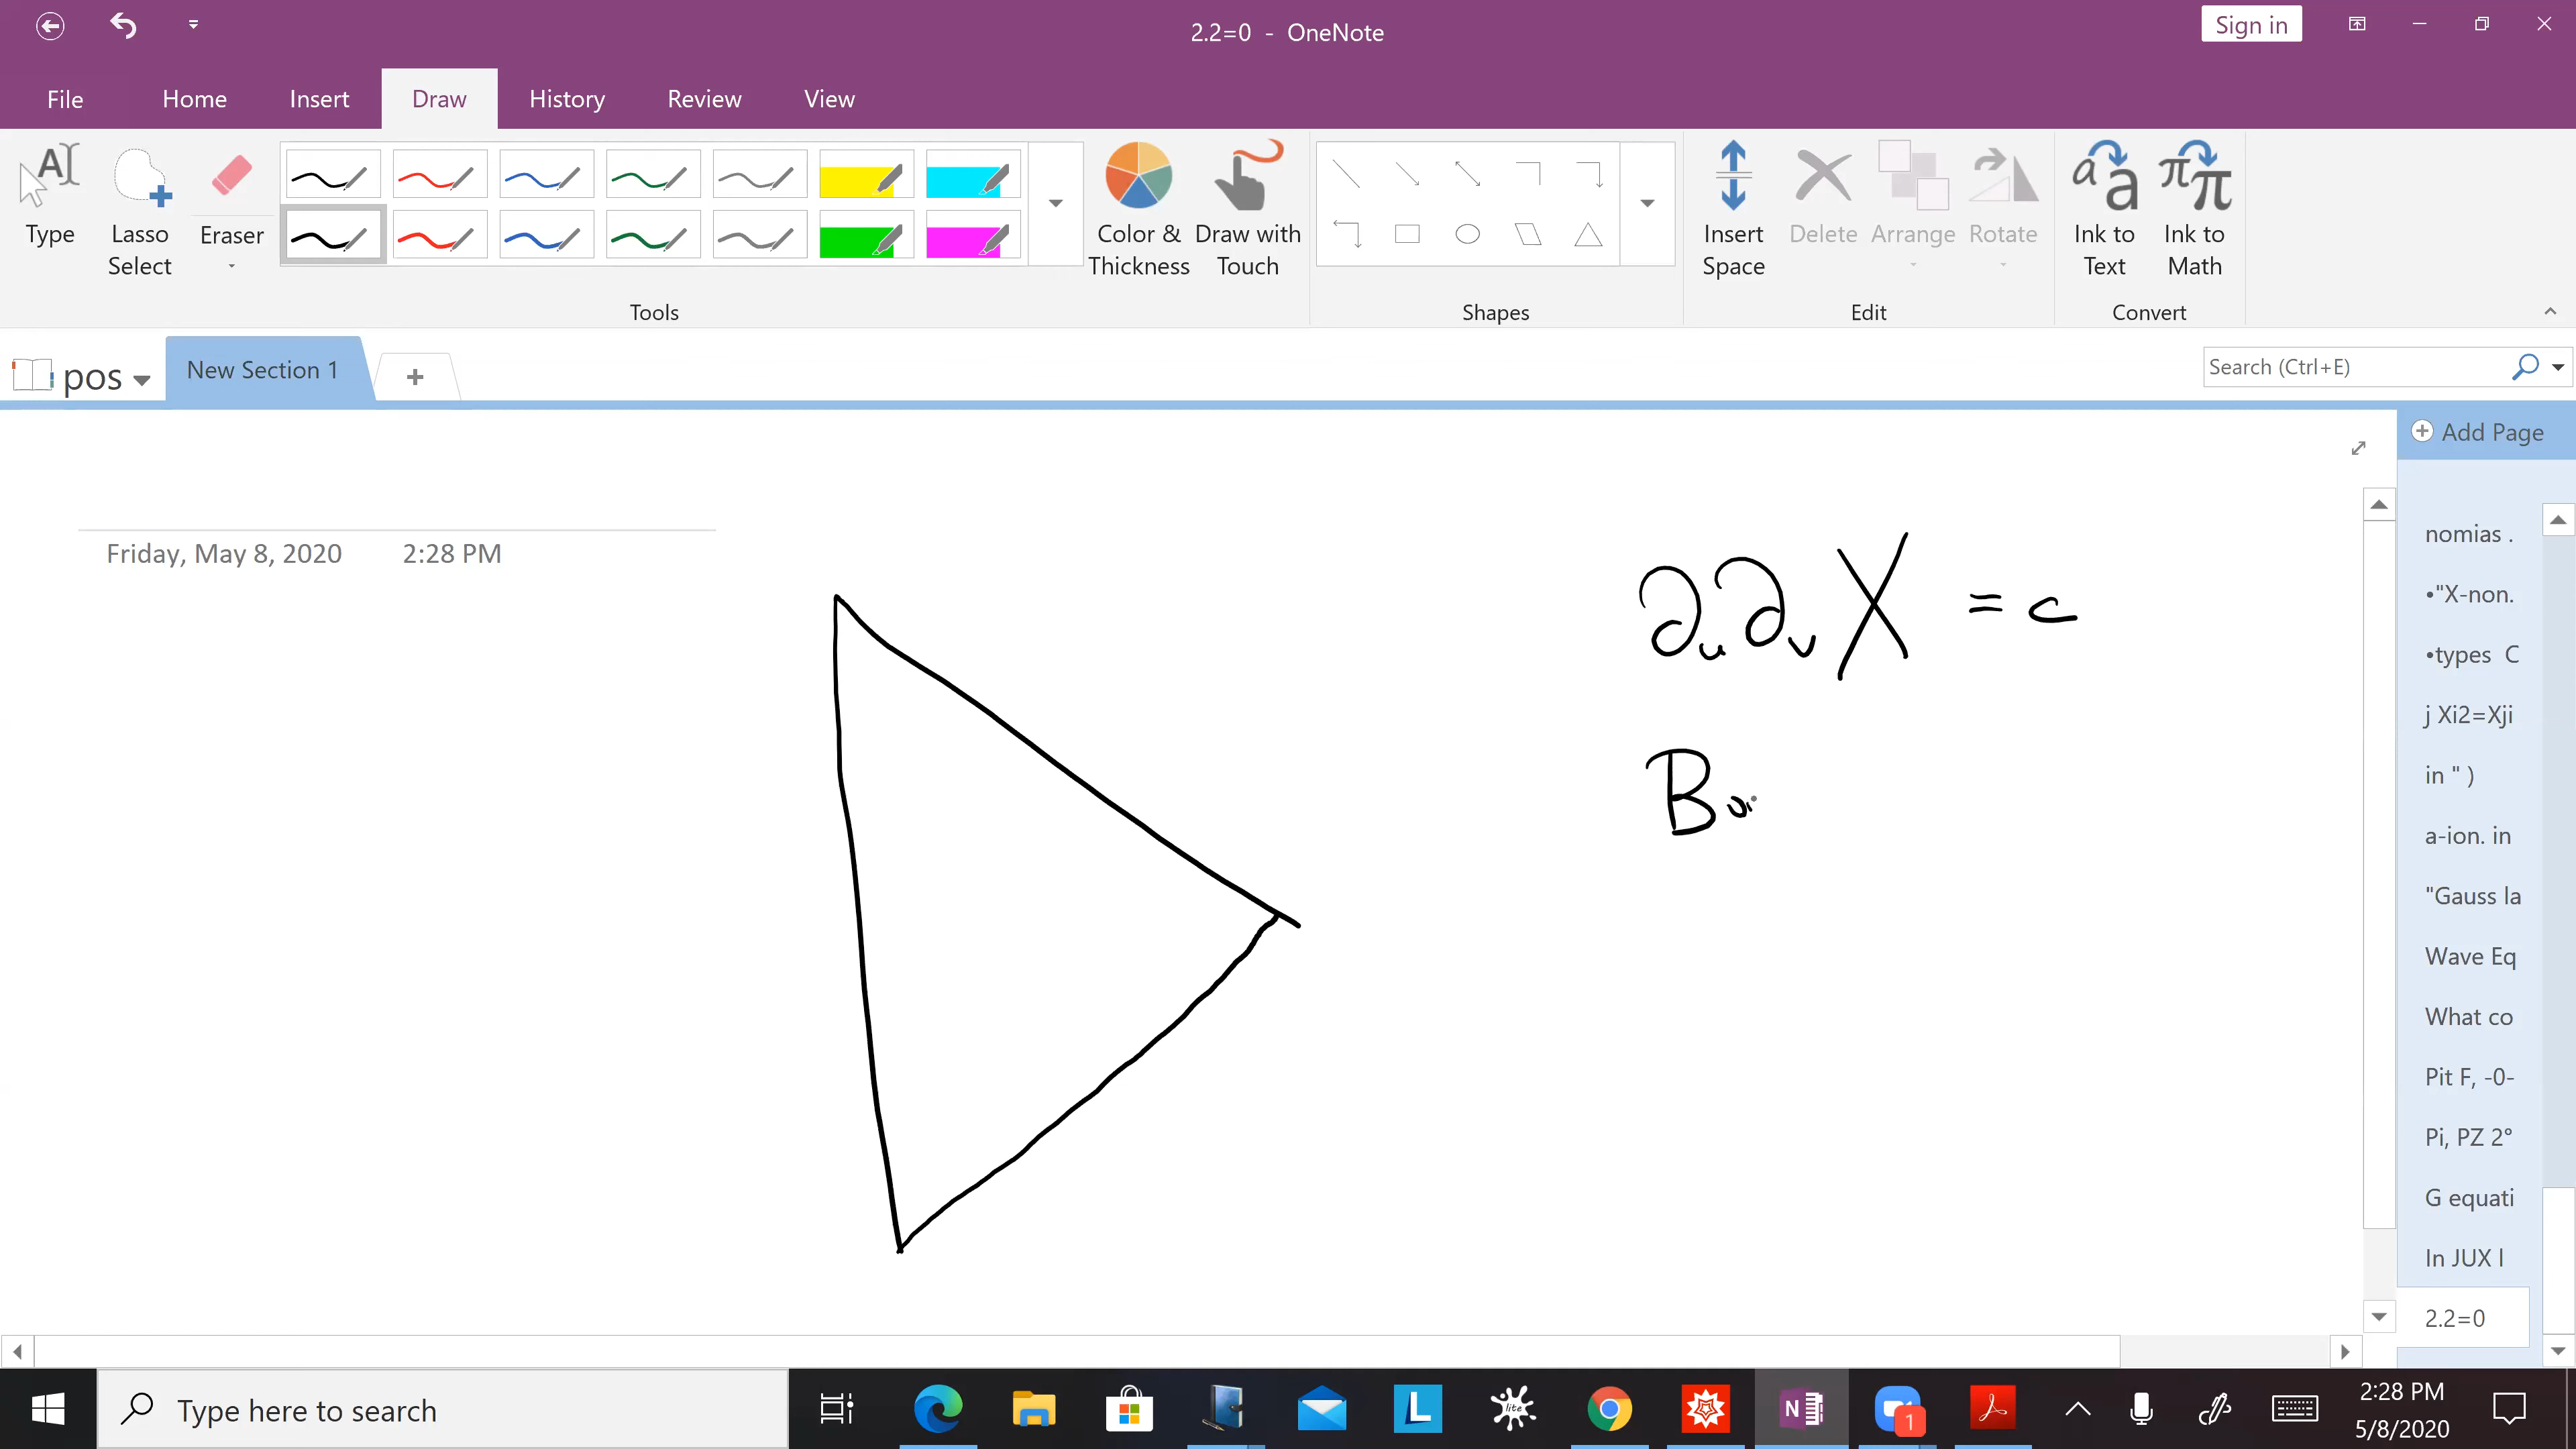 2.2=0 - OneNote
Sign in
File Home Insert Draw History Review View
Type
Lasso Select
Eraser
Color & Thickness
Draw with Touch
Insert Space
Delete
Arrange
Rotate
Ink to Text
Ink to Math
Tools
Shapes
Edit
Convert
pos
New Section 1
Search (Ctrl+E)
Add Page
Friday, May 8, 2020 2:28 PM
∂u∂vX = c
B
nomias .
•"X-non.
•types C
j Xi2=Xji
in " )
a-ion. in
"Gauss la
Wave Eq
What co
Pit F, -0-
Pi, PZ 2°
G equati
In JUX l
2.2=0
Type here to search
L
lite
N
1
2:28 PM
5/8/2020